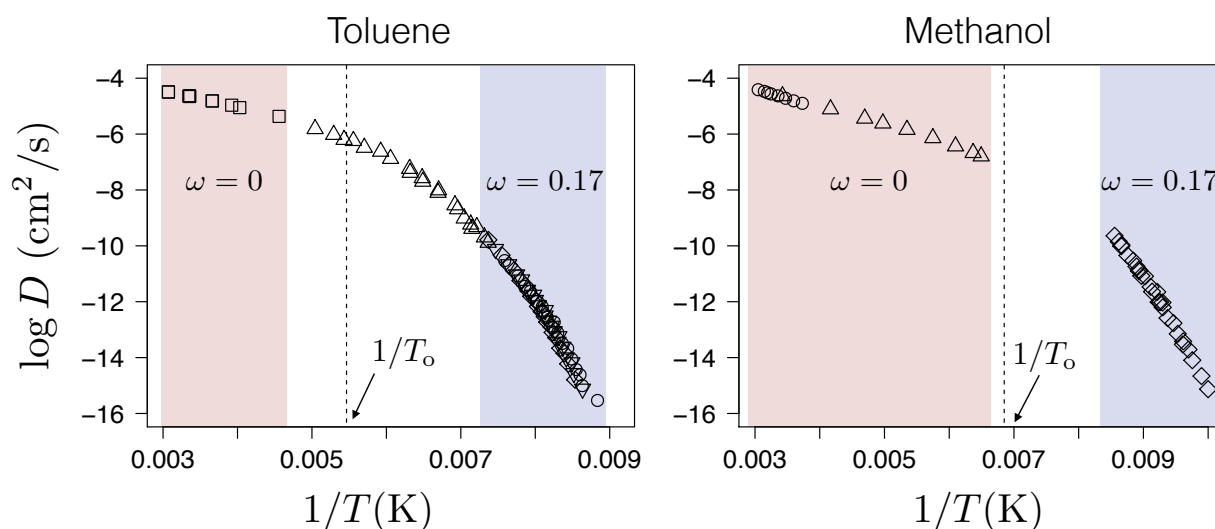 Toluene
Methanol
log D (cm²/s)
−4
−6
−8
−10
−12
−14
−16
ω = 0
ω = 0.17
1/Tₒ
0.003
0.005
0.007
0.009
1/T(K)
−4
−6
−8
−10
−12
−14
−16
ω = 0
ω = 0.17
1/Tₒ
0.003
0.005
0.007
0.009
1/T(K)